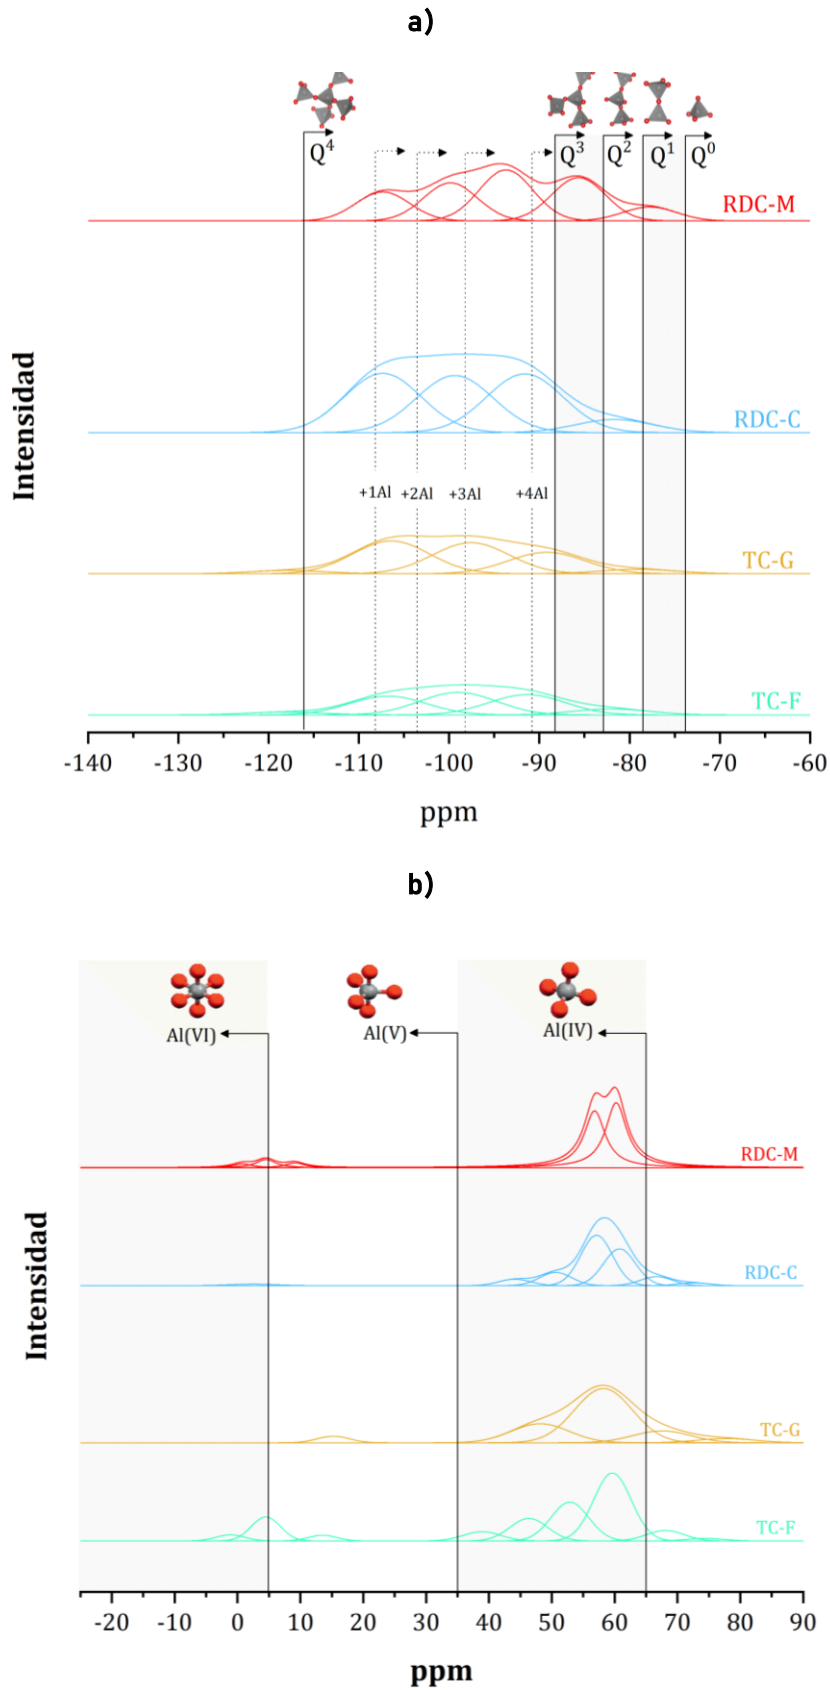 a)
Q4 Q3 Q2 Q1 Q0
RDC-M
RDC-C
+1Al +2Al +3Al +4Al
TC-G
TC-F
Intensidad
-140 -130 -120 -110 -100 -90 -80 -70 -60
ppm
b)
Al(VI) Al(V) Al(IV)
RDC-M
RDC-C
TC-G
TC-F
Intensidad
-20 -10 0 10 20 30 40 50 60 70 80 90
ppm